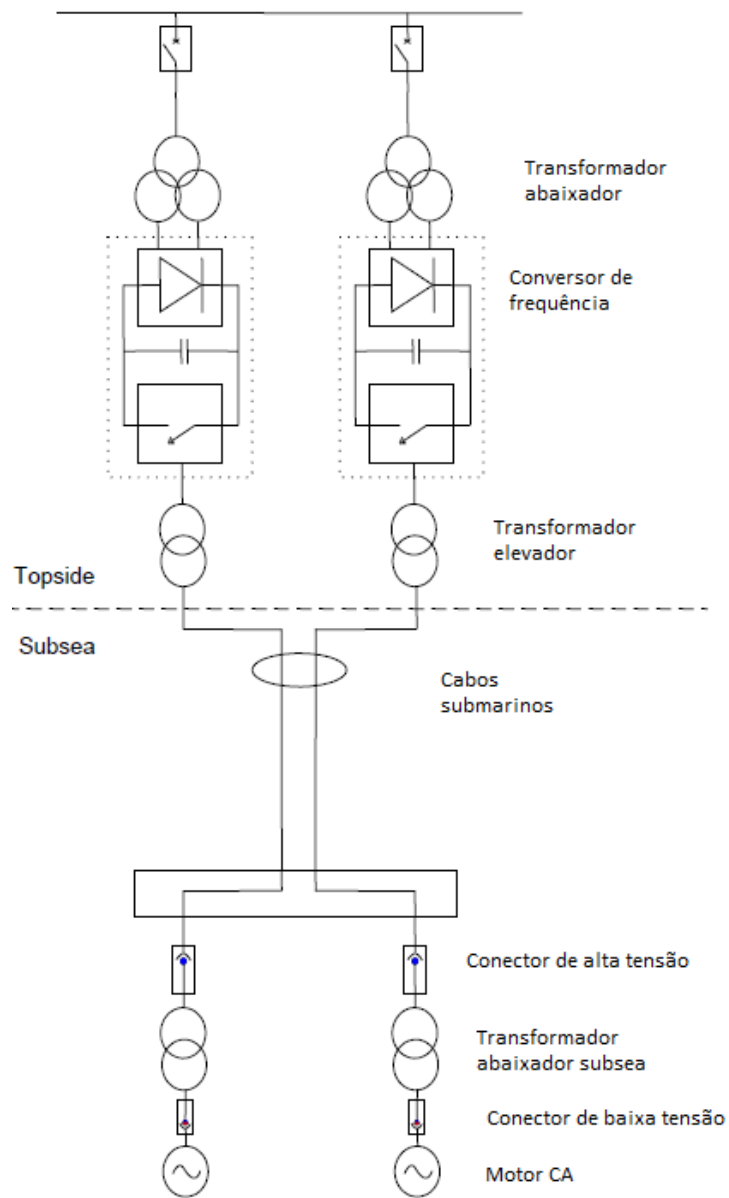 Transformador
abaixador
Conversor de
frequência
Transformador
elevador
Topside
Subsea
Cabos
submarinos
Conector de alta tensão
Transformador
abaixador subsea
Conector de baixa tensão
Motor CA